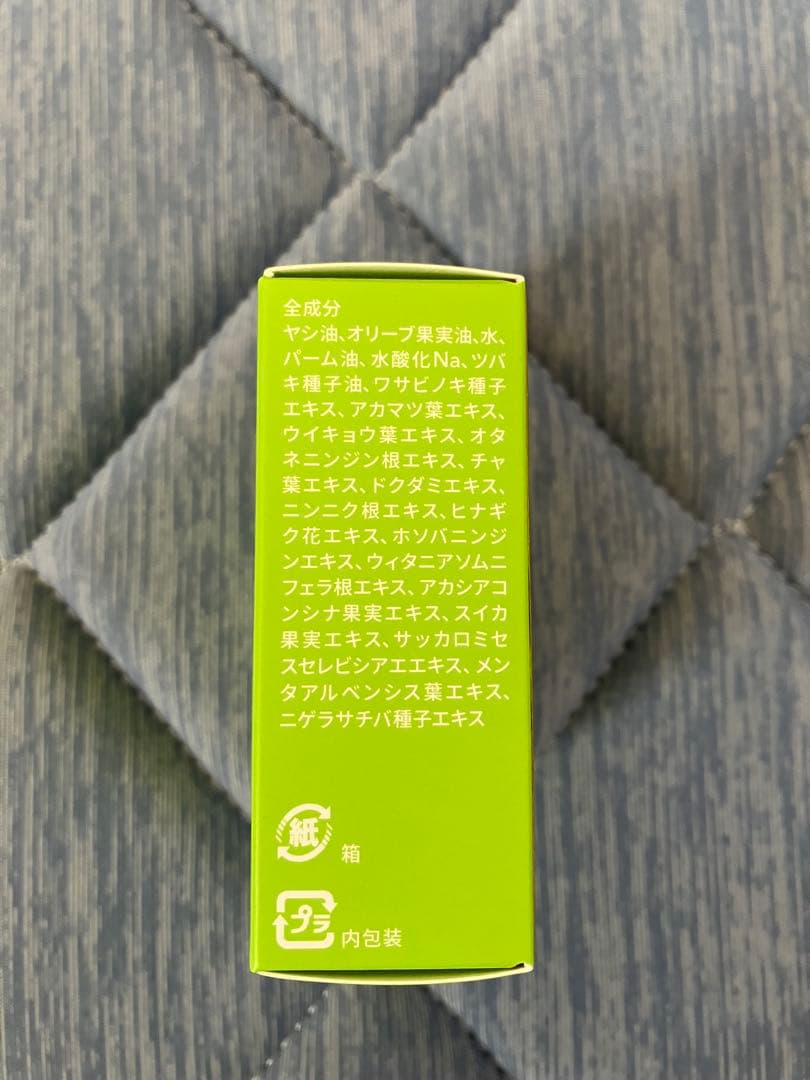 全成分
ヤシ油、オリーブ果実油、水、
パーム油、水酸化Na、ツバ
キ種子油、ワサビノキ種子
エキス、アカマツ葉エキス、
ウイキョウ葉エキス、オタ
ネニンジン根エキス、チャ
葉エキス、ドクダミエキス、
ニンニク根エキス、ヒナギ
ク花エキス、ホソバニンジ
ンエキス、ウィタニアソムニ
フェラ根エキス、アカシアコ
ンシナ果実エキス、スイカ
果実エキス、サッカロミセ
スセレビシアエエキス、メン
タアルベンシス葉エキス、
ニゲラサチバ種子エキス
紙 箱
プラ 内包装